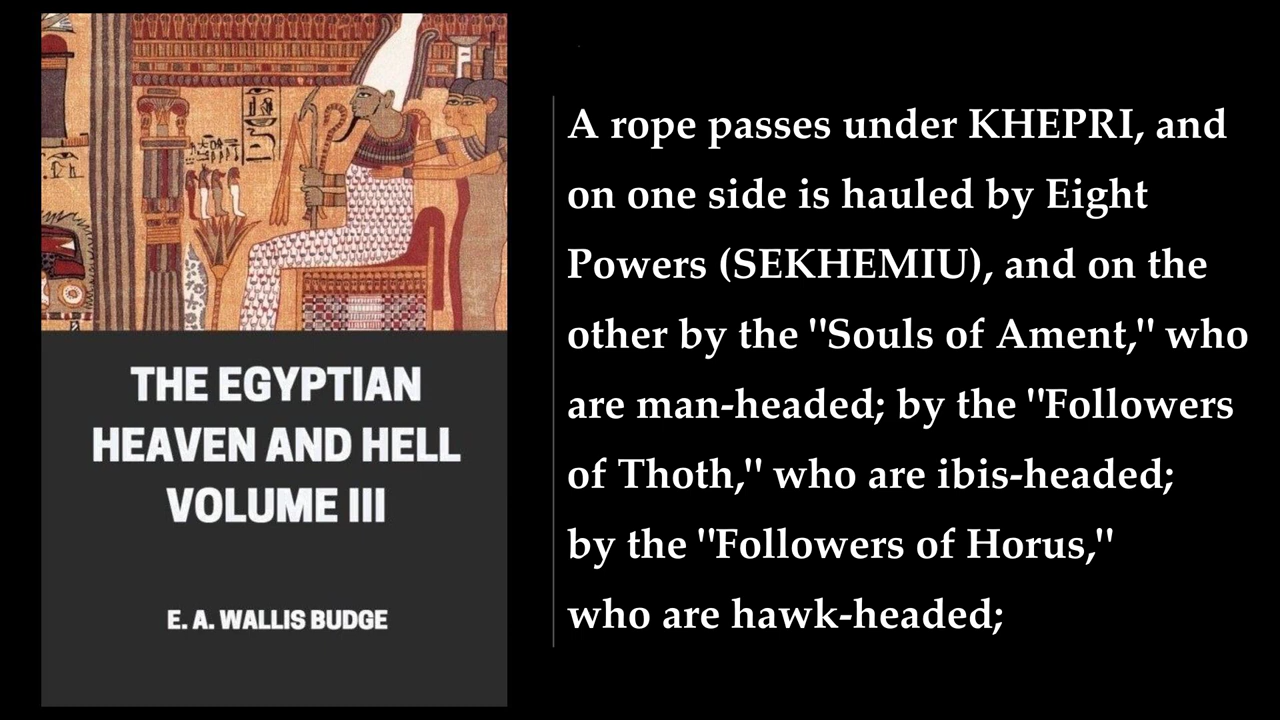 THE EGYPTIAN
HEAVEN AND HELL
VOLUME III
E. A. WALLIS BUDGE
A rope passes under KHEPRI, and
on one side is hauled by Eight
Powers (SEKHEMIU), and on the
other by the "Souls of Ament," who
are man-headed; by the "Followers
of Thoth," who are ibis-headed;
by the "Followers of Horus,"
who are hawk-headed;